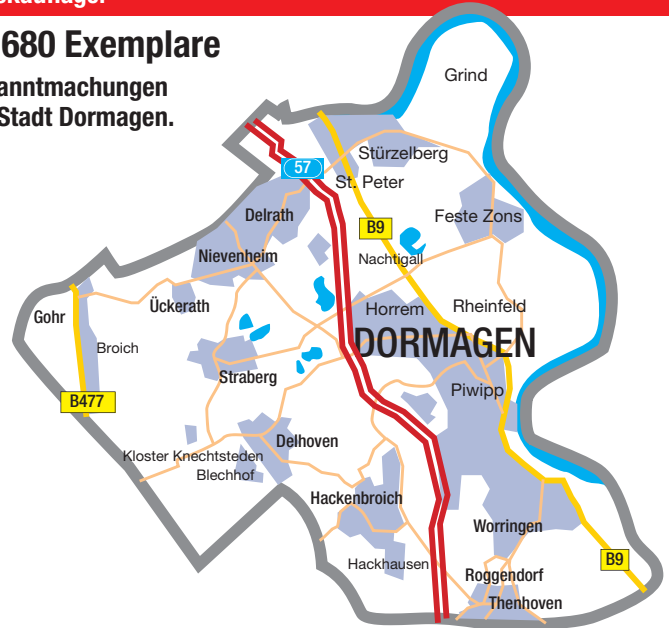 680 Exemplare
Stadt Dormagen.
Grind
Stürzelberg
57
St. Peter
Delrath
Feste Zons
B9
Nievenheim
Nachtigall
Ückerath
Horrem
Rheinfeld
Gohr
Broich
DORMAGEN
Straberg
Piwipp
B477
Delhoven
Kloster Knechtsteden
Blechhof
Hackenbroich
Worringen
Hackhausen
B9
Roggendorf
Thenhoven